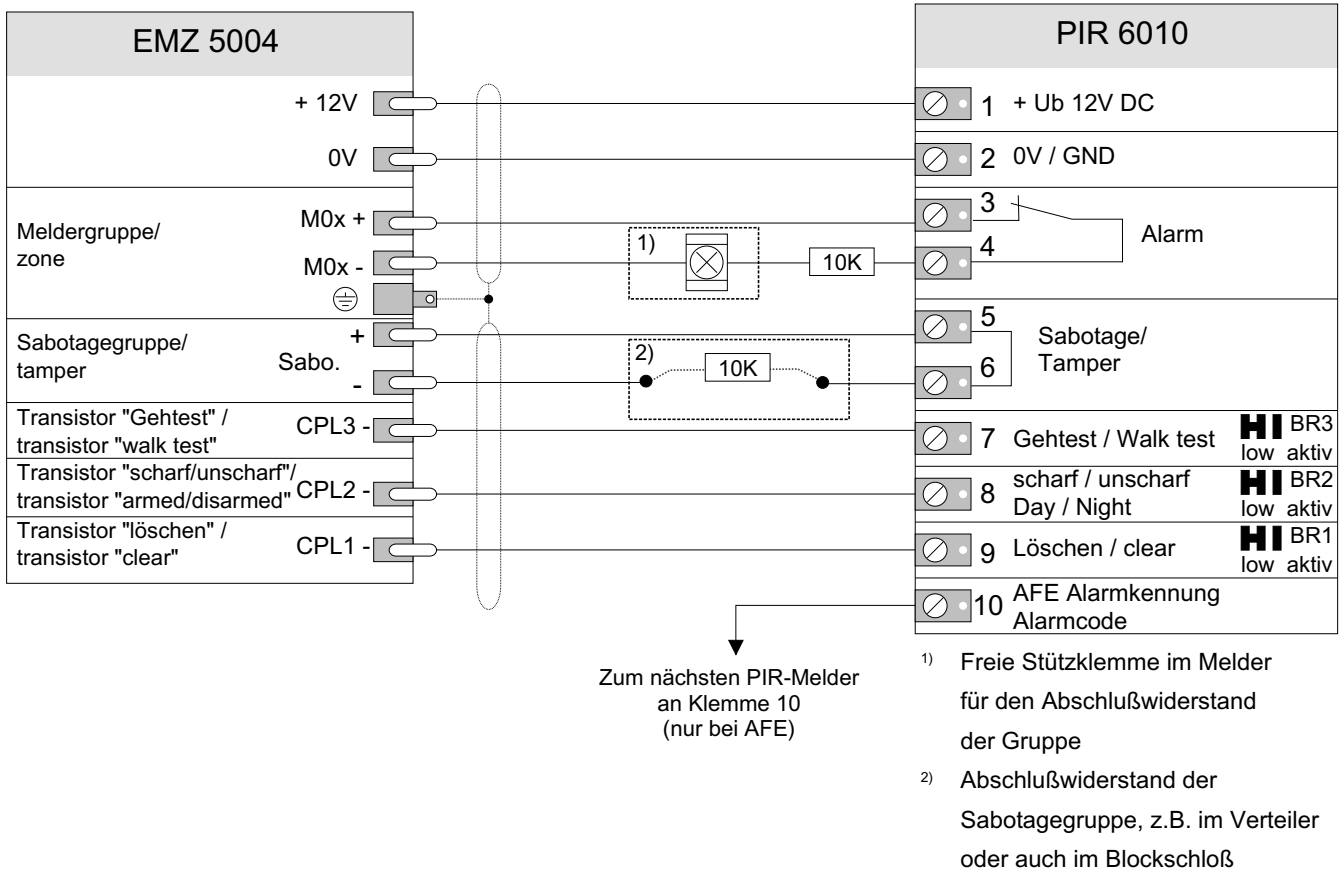 EMZ 5004
PIR 6010
+ 12V
1 + Ub 12V DC
0V
2 0V / GND
Meldergruppe/
zone
M0x +
M0x -
1)
10K
3
4
Alarm
Sabotagegruppe/
tamper
+
Sabo.
-
2)
10K
5
6
Sabotage/
Tamper
Transistor "Gehtest" /
transistor "walk test"
CPL3 -
7 Gehtest / Walk test
BR3
low aktiv
Transistor "scharf/unscharf"/
transistor "armed/disarmed"
CPL2 -
8 scharf / unscharf
Day / Night
BR2
low aktiv
Transistor "löschen" /
transistor "clear"
CPL1 -
9 Löschen / clear
BR1
low aktiv
10 AFE Alarmkennung
Alarmcode
Zum nächsten PIR-Melder
an Klemme 10
(nur bei AFE)
1) Freie Stützklemme im Melder
für den Abschlußwiderstand
der Gruppe
2) Abschlußwiderstand der
Sabotagegruppe, z.B. im Verteiler
oder auch im Blockschloß